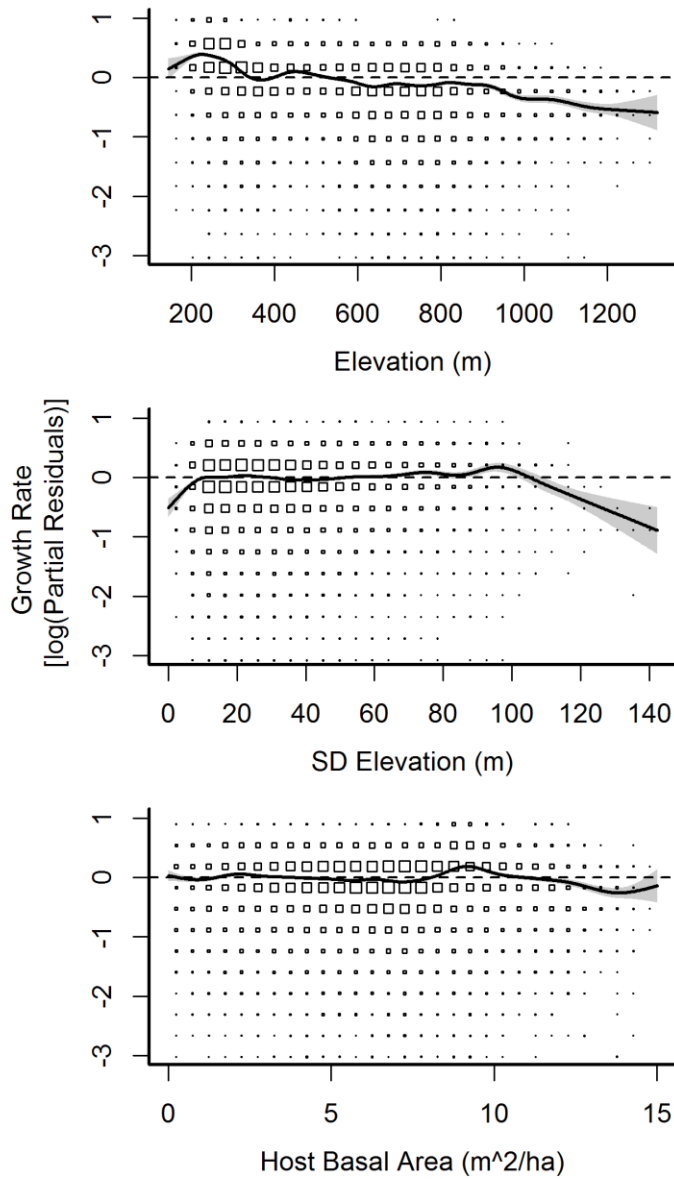 1
0
-1
-2
-3
200 400 600 800 1000 1200
Elevation (m)
1
0
-1
-2
-3
0 20 40 60 80 100 120 140
SD Elevation (m)
Growth Rate
[log(Partial Residuals)]
1
0
-1
-2
-3
0 5 10 15
Host Basal Area (m^2/ha)